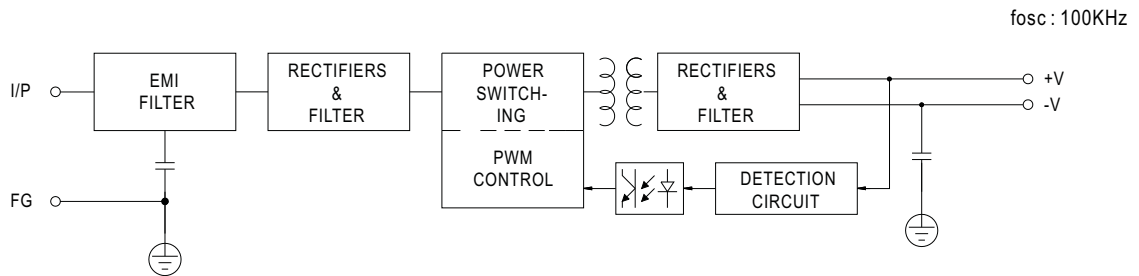 fosc : 100KHz
I/P
EMI
FILTER
RECTIFIERS
&
FILTER
POWER
SWITCH-
ING
PWM
CONTROL
RECTIFIERS
&
FILTER
+V
-V
DETECTION
CIRCUIT
FG